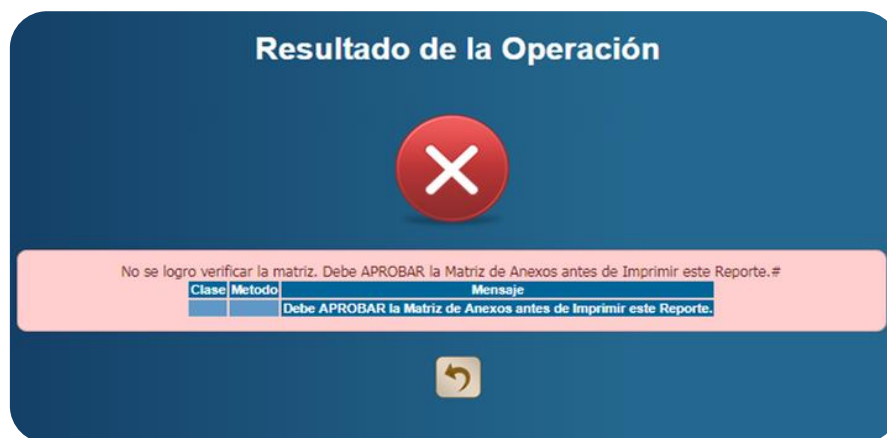 Resultado de la Operación
No se logro verificar la matriz. Debe APROBAR la Matriz de Anexos antes de Imprimir este Reporte.#
Clase Metodo Mensaje
Debe APROBAR la Matriz de Anexos antes de Imprimir este Reporte.